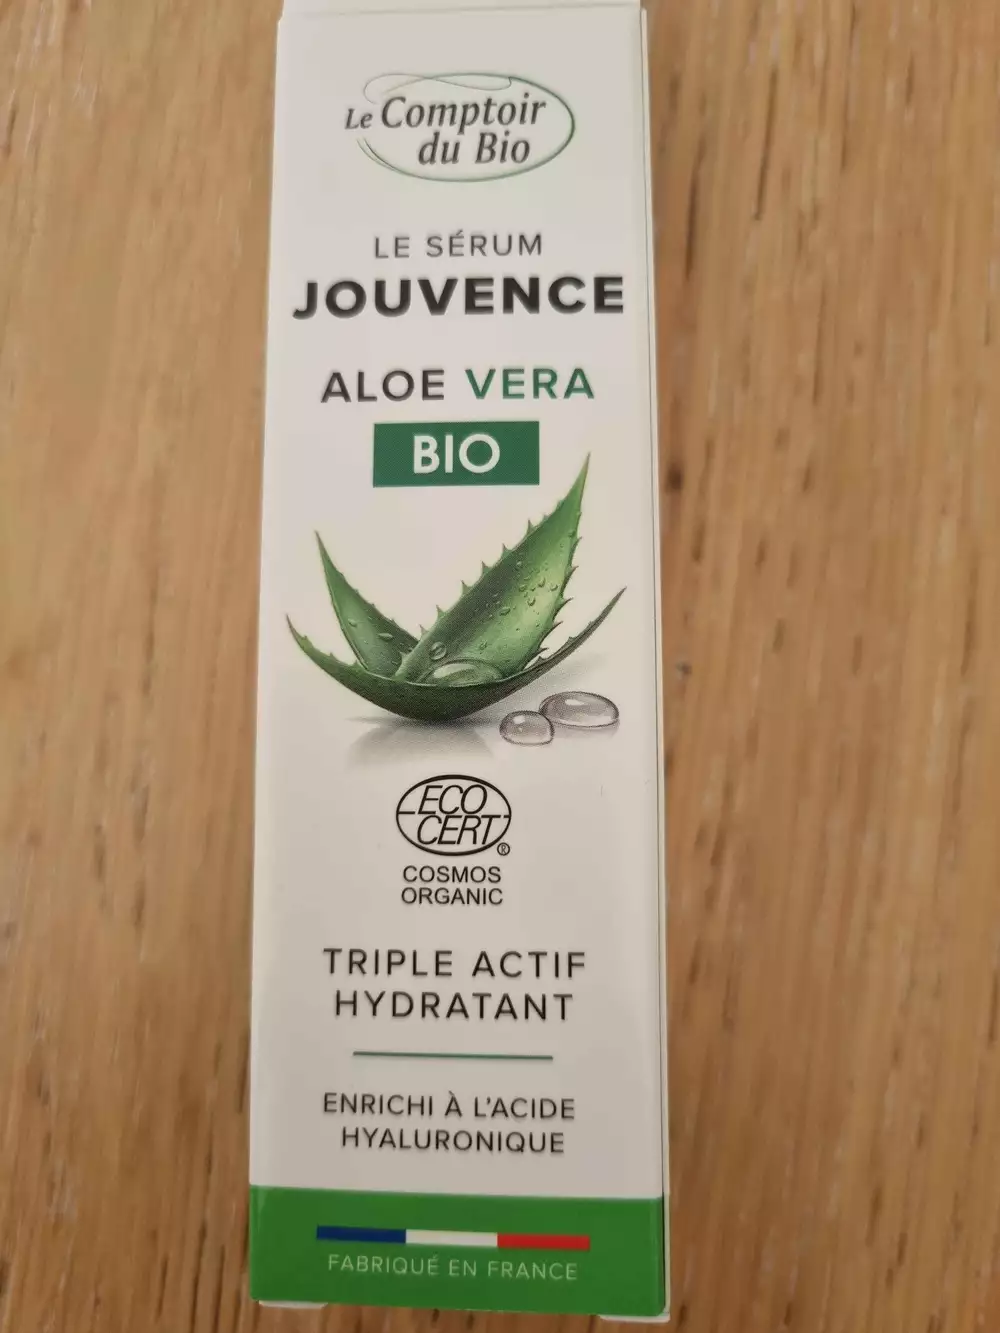 Le Comptoir
du Bio
LE SÉRUM
JOUVENCE
ALOE VERA
BIO
ECO
CERT®
COSMOS
ORGANIC
TRIPLE ACTIF
HYDRATANT
ENRICHI À L'ACIDE
HYALURONIQUE
FABRIQUÉ EN FRANCE